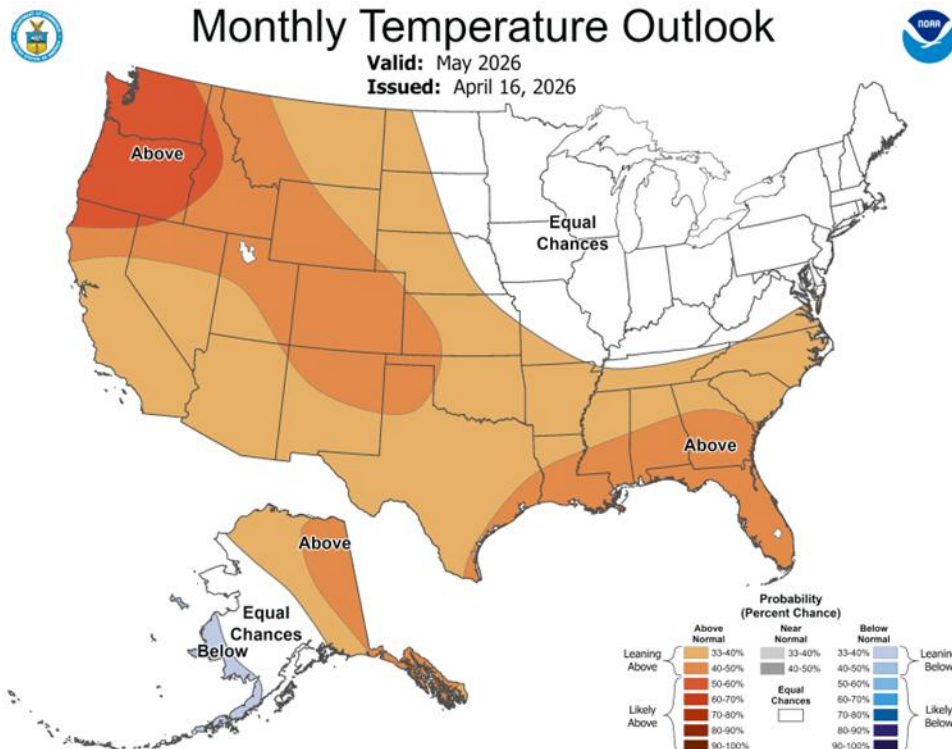 Monthly Temperature Outlook
Valid: May 2026
Issued: April 16, 2026
NOAA
Above
Equal
Chances
Above
Above
Equal
Chances
Below
Probability
(Percent Chance)
Above
Normal
Near
Normal
Below
Normal
Leaning
Above
33-40%
40-50%
33-40%
40-50%
33-40%
40-50%
Leaning
Below
Likely
Above
50-60%
60-70%
70-80%
80-90%
90-100%
Equal
Chances
50-60%
60-70%
70-80%
80-90%
90-100%
Likely
Below